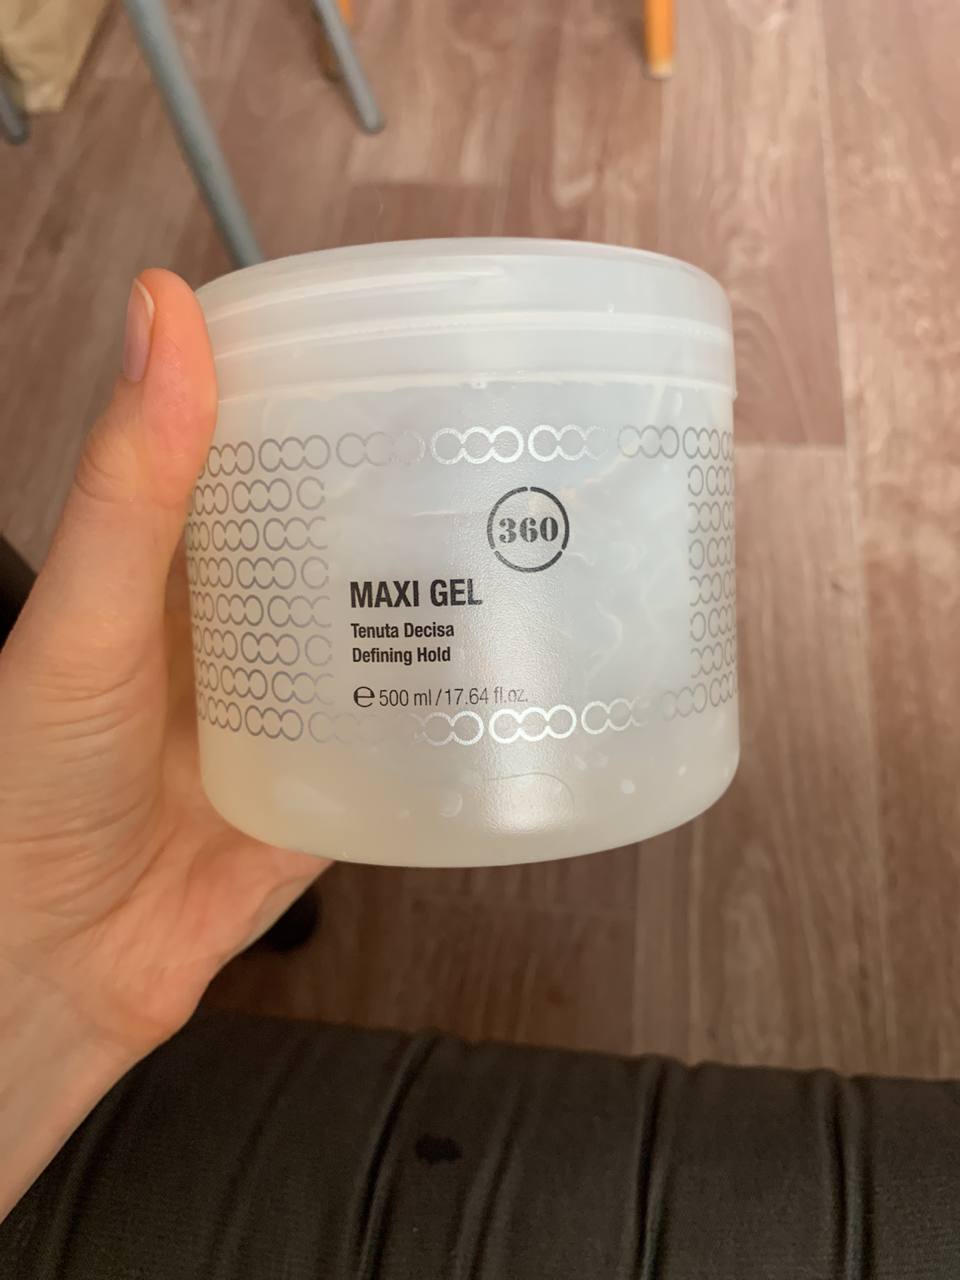 360
MAXI GEL
Tenuta Decisa
Defining Hold
℮ 500 ml / 17.64 fl.oz.